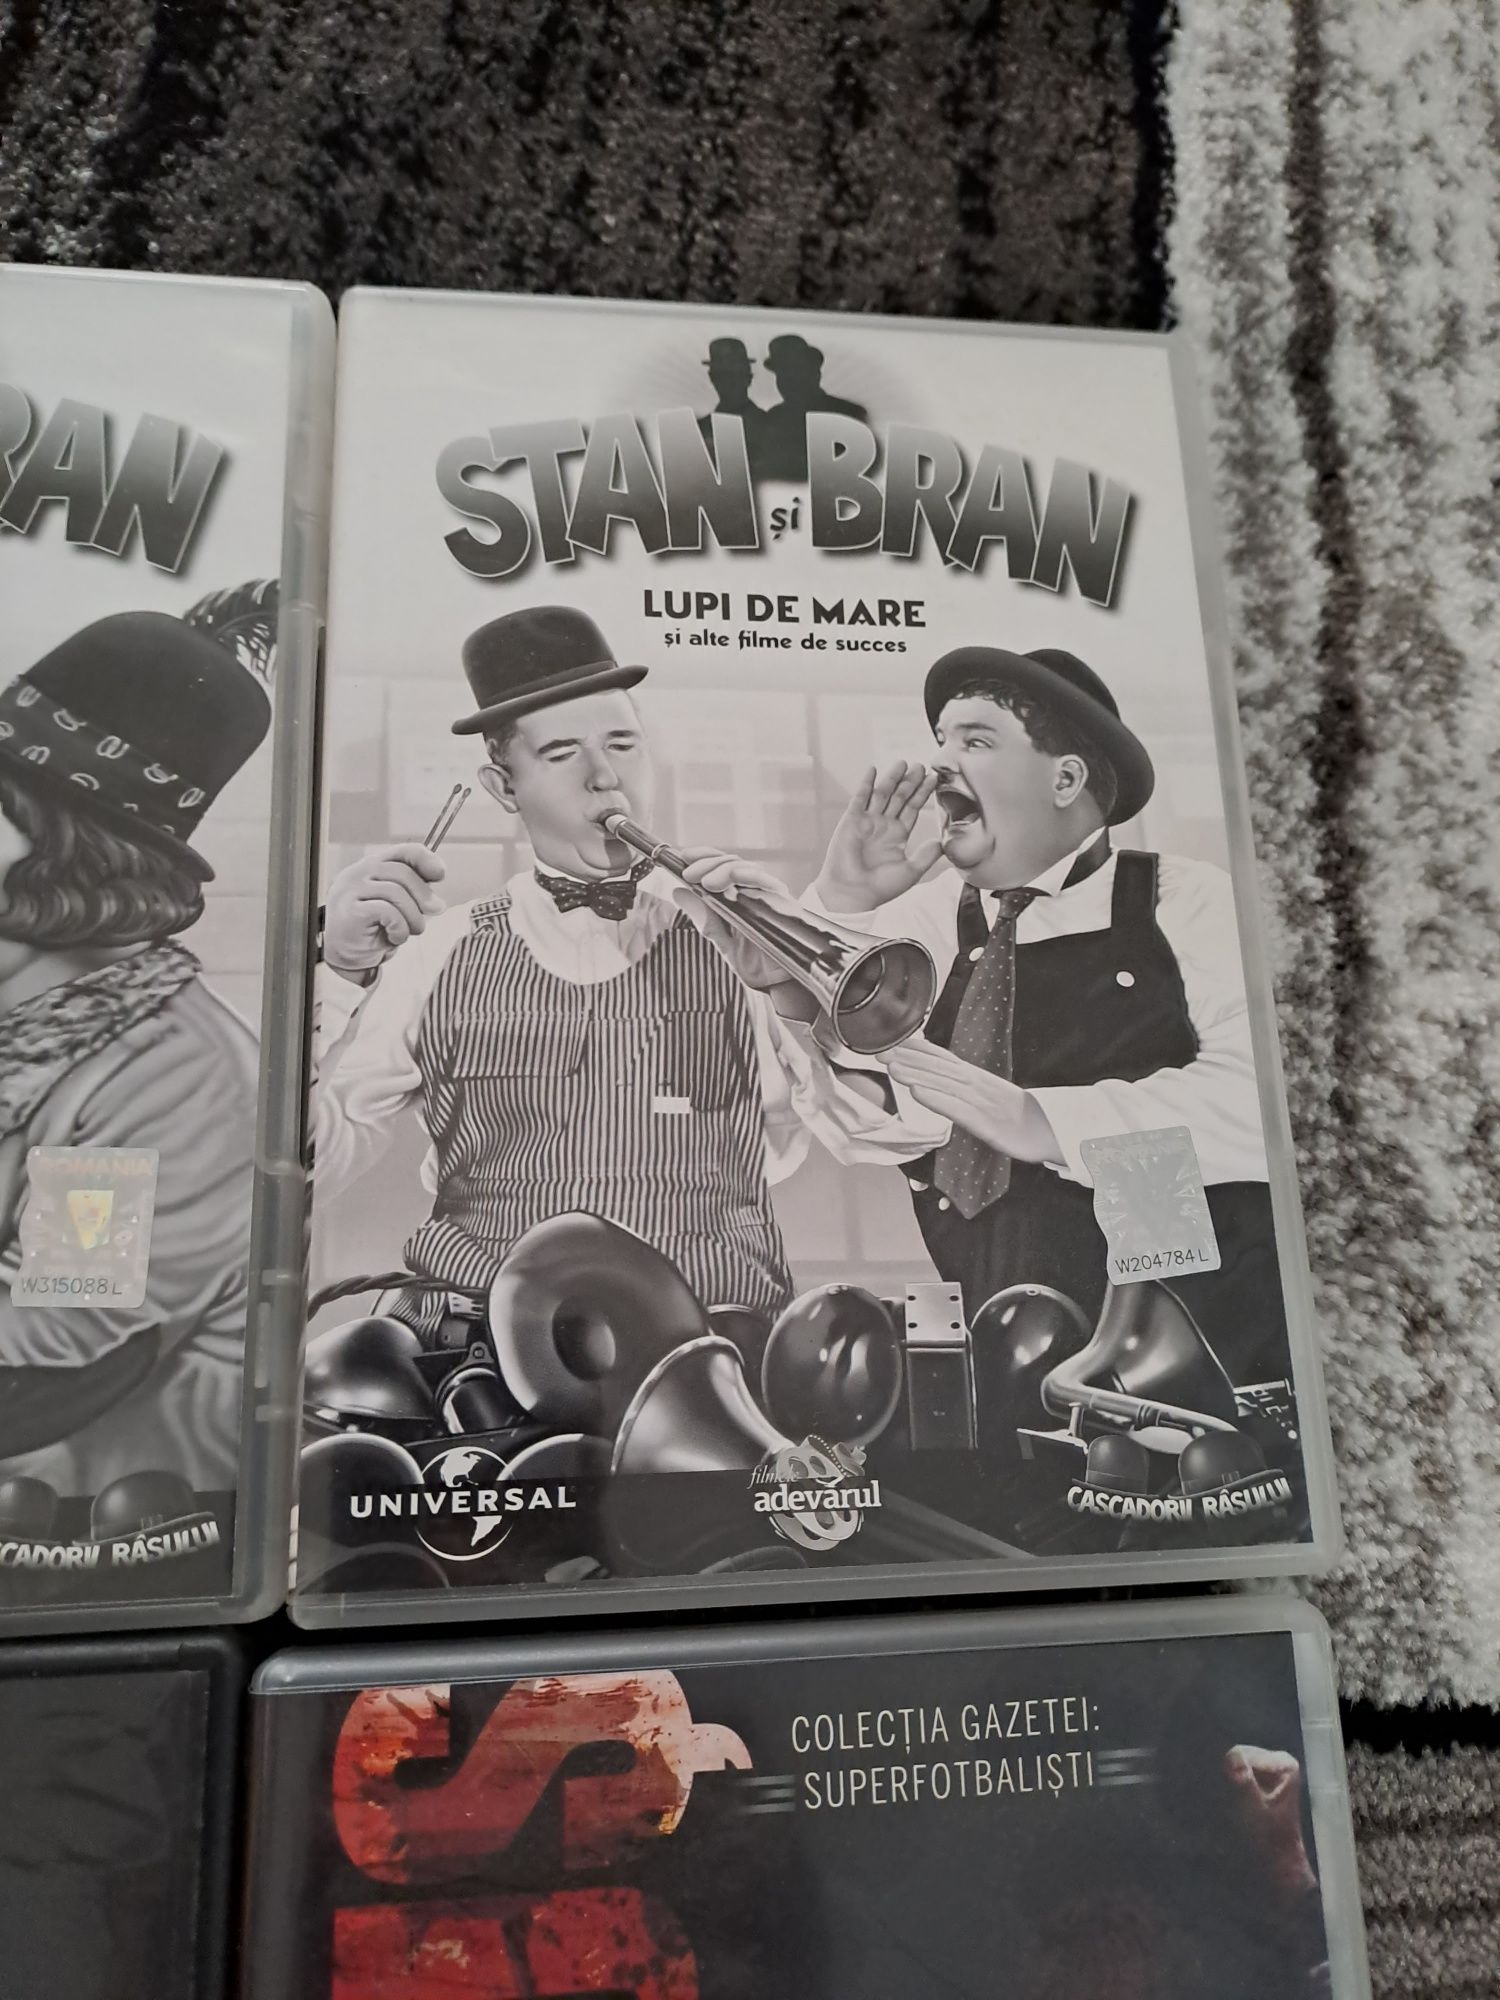 RAN
STAN și BRAN
LUPI DE MARE
și alte filme de succes
ROMANIA
W315088L
W204784L
UNIVERSAL
filmele
adevărul
CASCADORII RÂSULUI
CADORII RÂSULUI
COLECȚIA GAZETEI:
SUPERFOTBALIȘTI